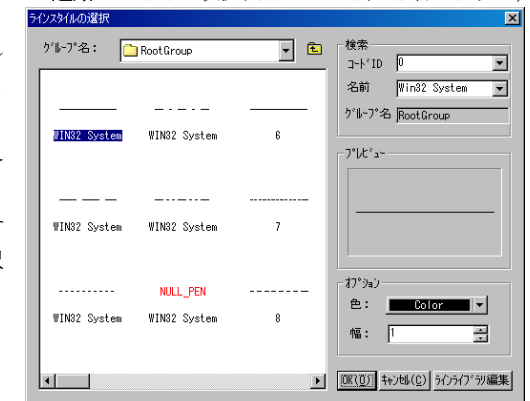 ラインスタイルの選択
グループ名： RootGroup
WIN32 System WIN32 System 6
WIN32 System WIN32 System 7
NULL_PEN
WIN32 System WIN32 System 8
検索
コードID 0
名前 Win32 System
グループ名 RootGroup
プレビュー
オプション
色： Color
幅： 1
OK(O) キャンセル(C) ラインライブラリ編集